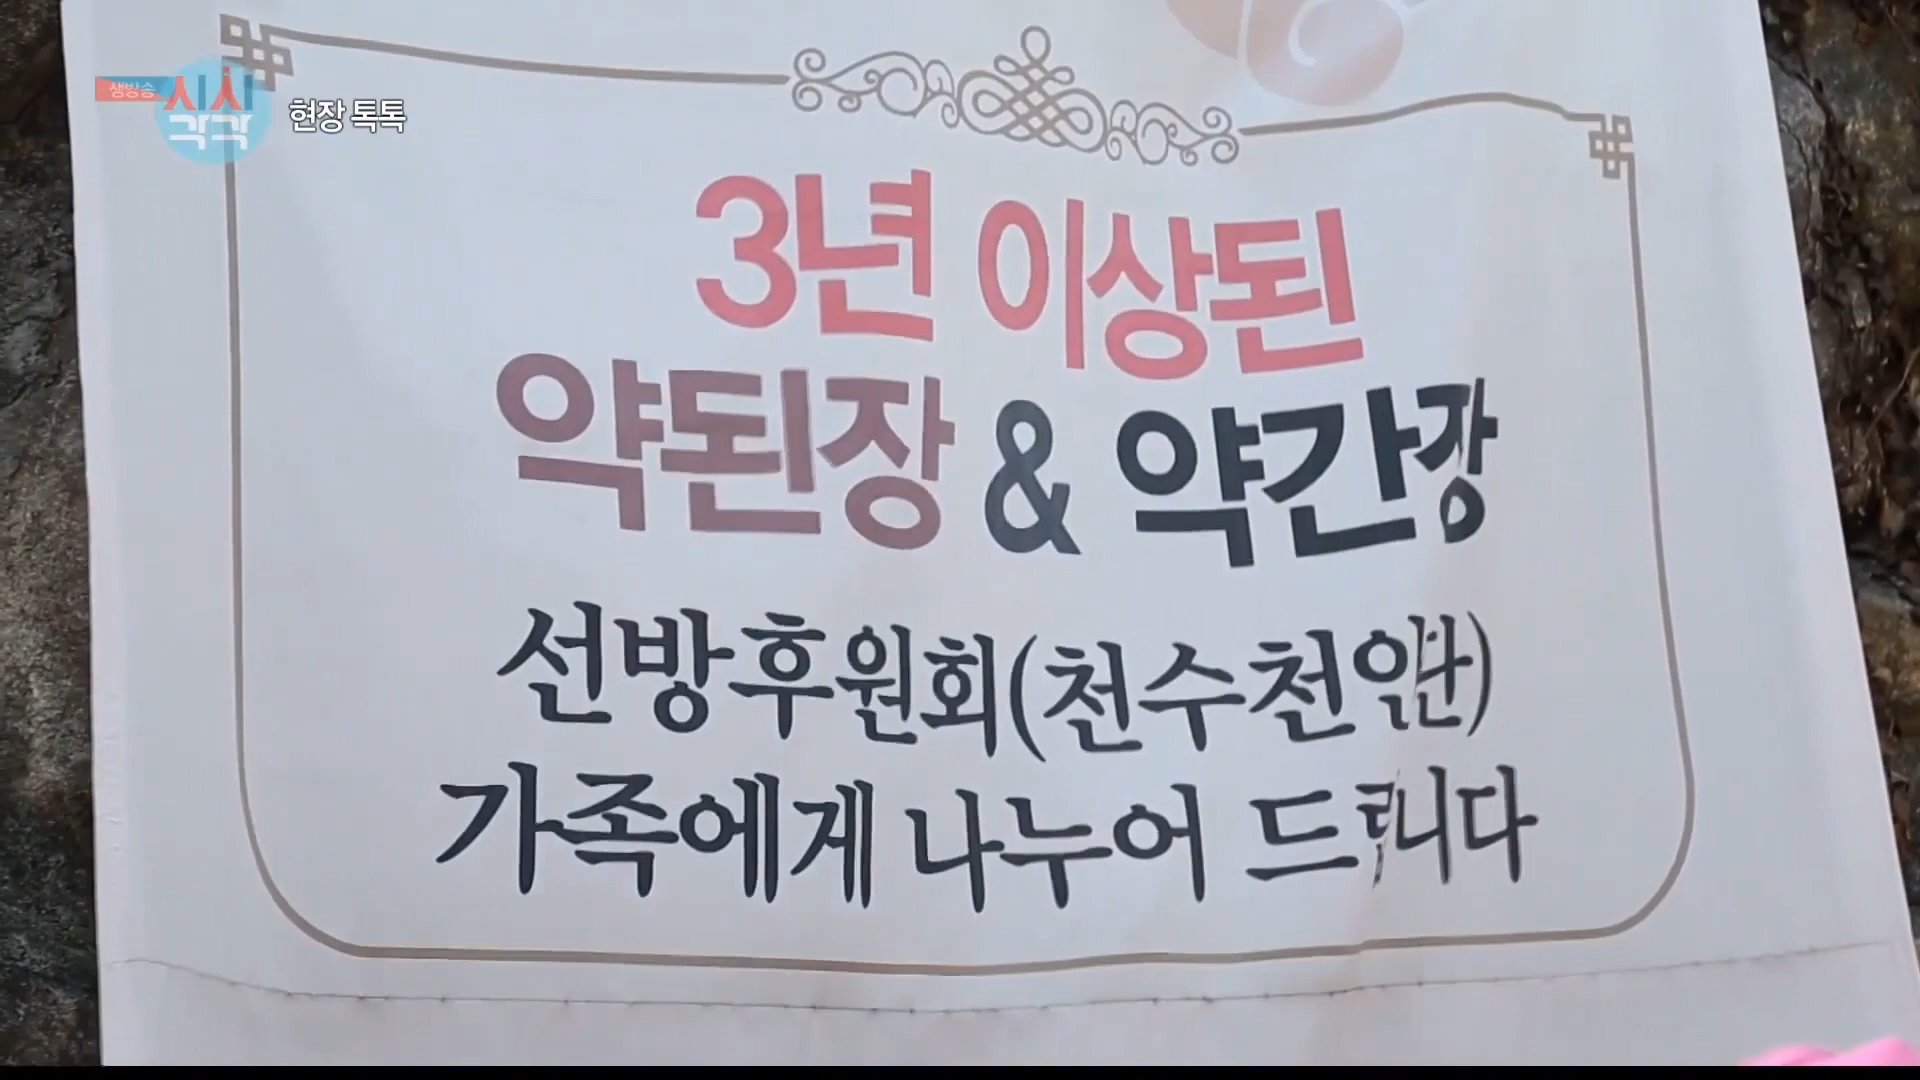 생방송 시시각각 현장 톡톡
3년 이상된
약된장 & 약간장
선방후원회(천수천안)
가족에게 나누어 드립니다